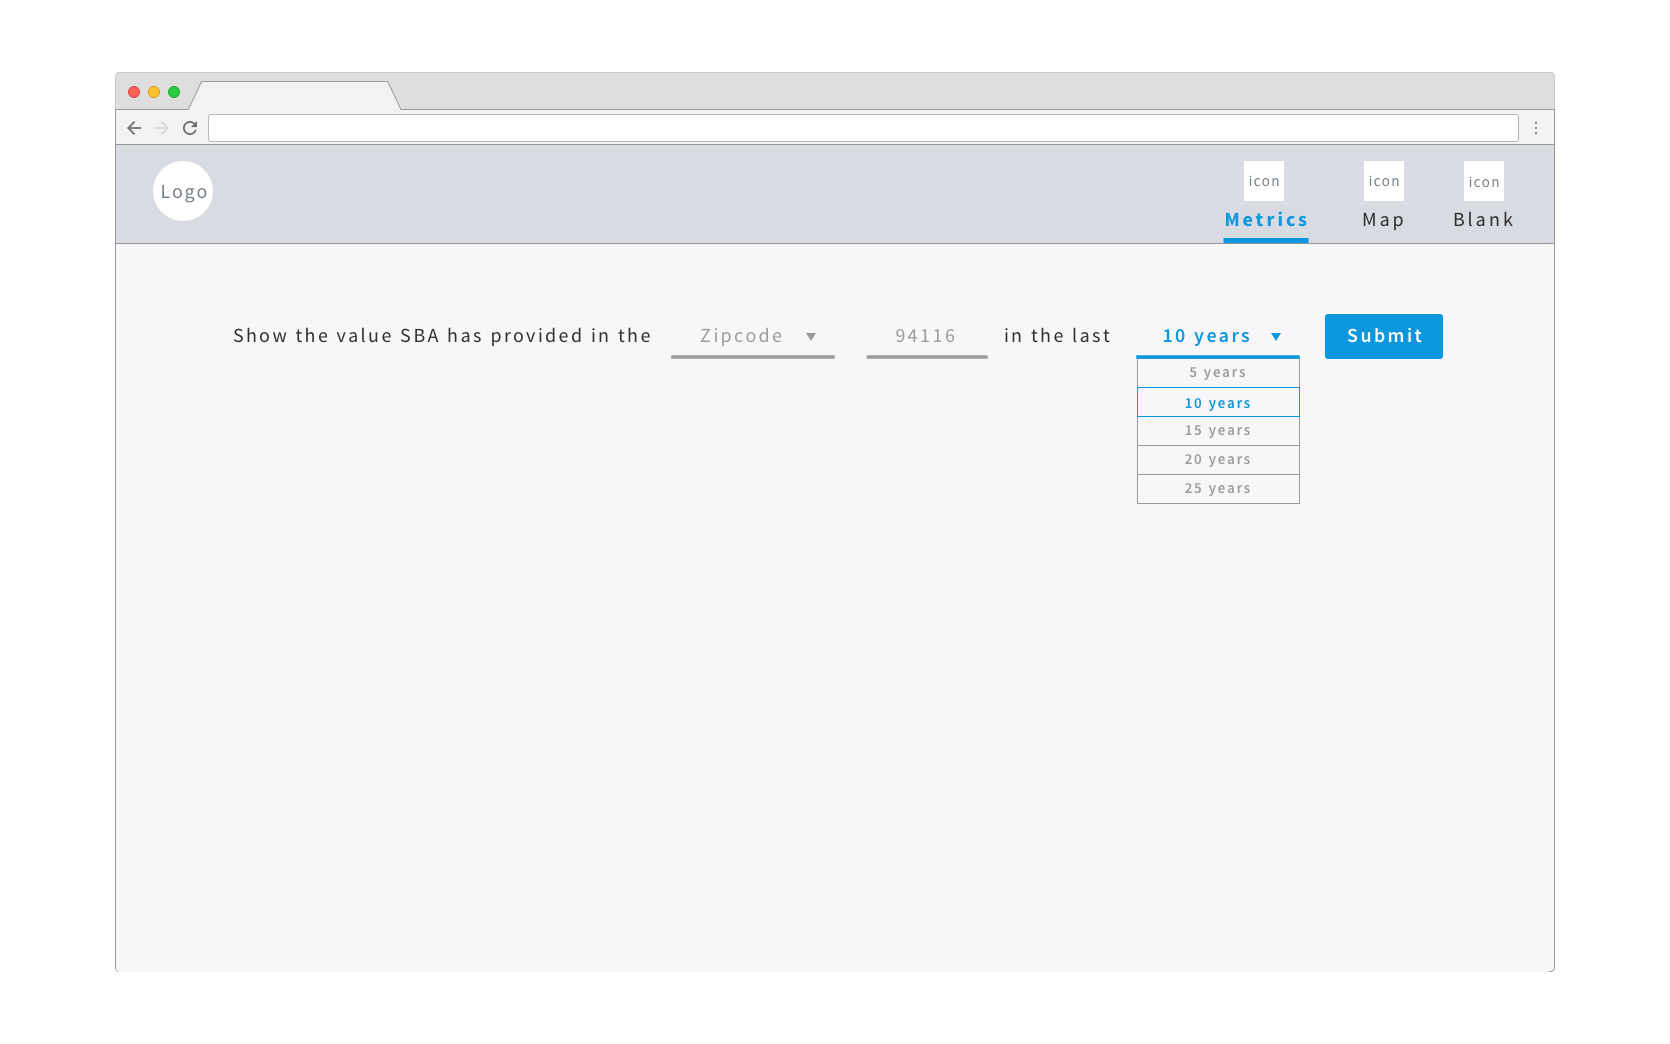 Logo
icon icon icon
Metrics Map Blank
Show the value SBA has provided in the Zipcode 94116 in the last 10 years Submit
5 years
10 years
15 years
20 years
25 years